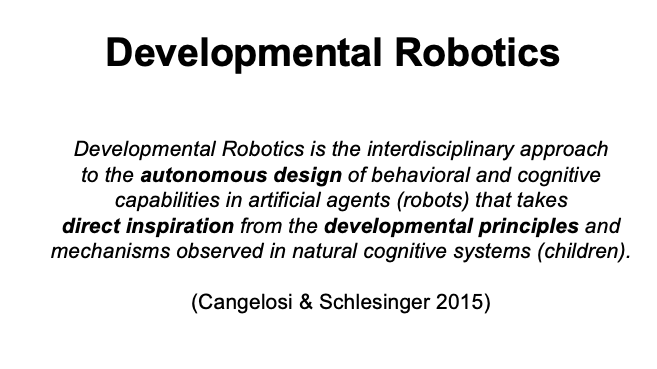 Developmental Robotics
Developmental Robotics is the interdisciplinary approach
to the autonomous design of behavioral and cognitive
capabilities in artificial agents (robots) that takes
direct inspiration from the developmental principles and
mechanisms observed in natural cognitive systems (children).
(Cangelosi & Schlesinger 2015)